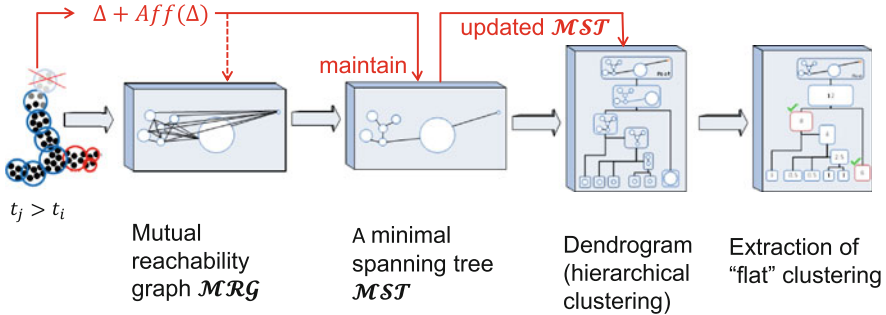 Δ + Aff(Δ)
updated MST
maintain
t_j > t_i
Mutual
reachability
graph MRG
A minimal
spanning tree
MST
Dendrogram
(hierarchical
clustering)
Extraction of
“flat” clustering